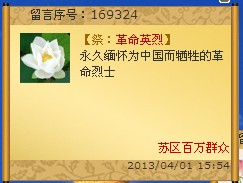 留言序号：169324
【祭：革命英烈】
永久缅怀为中国而牺牲的革
命烈士
苏区百万群众
2013/04/01 15:54